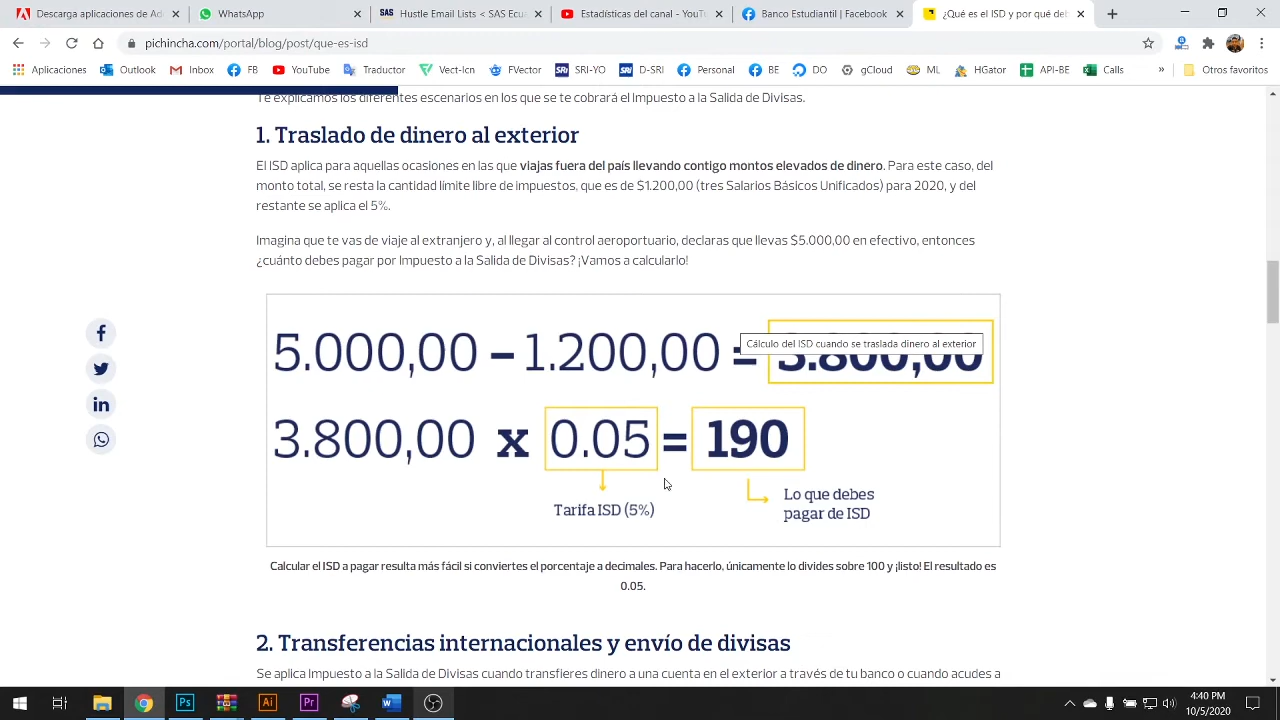 Descarga aplicaciones de Ad
WhatsApp
Hustle Email Lists < SAS Ecua
Estadísticas del canal - YouTu
Banco Estudiantil | Facebook
¿Qué es el ISD y por qué deb
pichincha.com/portal/blog/post/que-es-isd
Aplicaciones
Outlook
Inbox
FB
YouTube
Traductor
Vect-Icn
FVector
SRI-YO
D-SRI
Personal
BE
DO
gCloud
ML
HGator
API-BE
Calls
»
Otros favoritos
Te explicamos los diferentes escenarios en los que se te cobrará el Impuesto a la Salida de Divisas.
1. Traslado de dinero al exterior
El ISD aplica para aquellas ocasiones en las que viajas fuera del país llevando contigo montos elevados de dinero. Para este caso, del
monto total, se resta la cantidad límite libre de impuestos, que es de $1.200,00 (tres Salarios Básicos Unificados) para 2020, y del
restante se aplica el 5%.
Imagina que te vas de viaje al extranjero y, al llegar al control aeroportuario, declaras que llevas $5.000,00 en efectivo, entonces
¿cuánto debes pagar por Impuesto a la Salida de Divisas? ¡Vamos a calcularlo!
5.000,00 – 1.200,00 = 3.800,00
Cálculo del ISD cuando se traslada dinero al exterior
3.800,00 x 0.05 = 190
Tarifa ISD (5%)
Lo que debes
pagar de ISD
Calcular el ISD a pagar resulta más fácil si conviertes el porcentaje a decimales. Para hacerlo, únicamente lo divides sobre 100 y ¡listo! El resultado es
0.05.
2. Transferencias internacionales y envío de divisas
Se aplica Impuesto a la Salida de Divisas cuando transfieres dinero a una cuenta en el exterior a través de tu banco o cuando acudes a
4:40 PM
10/5/2020